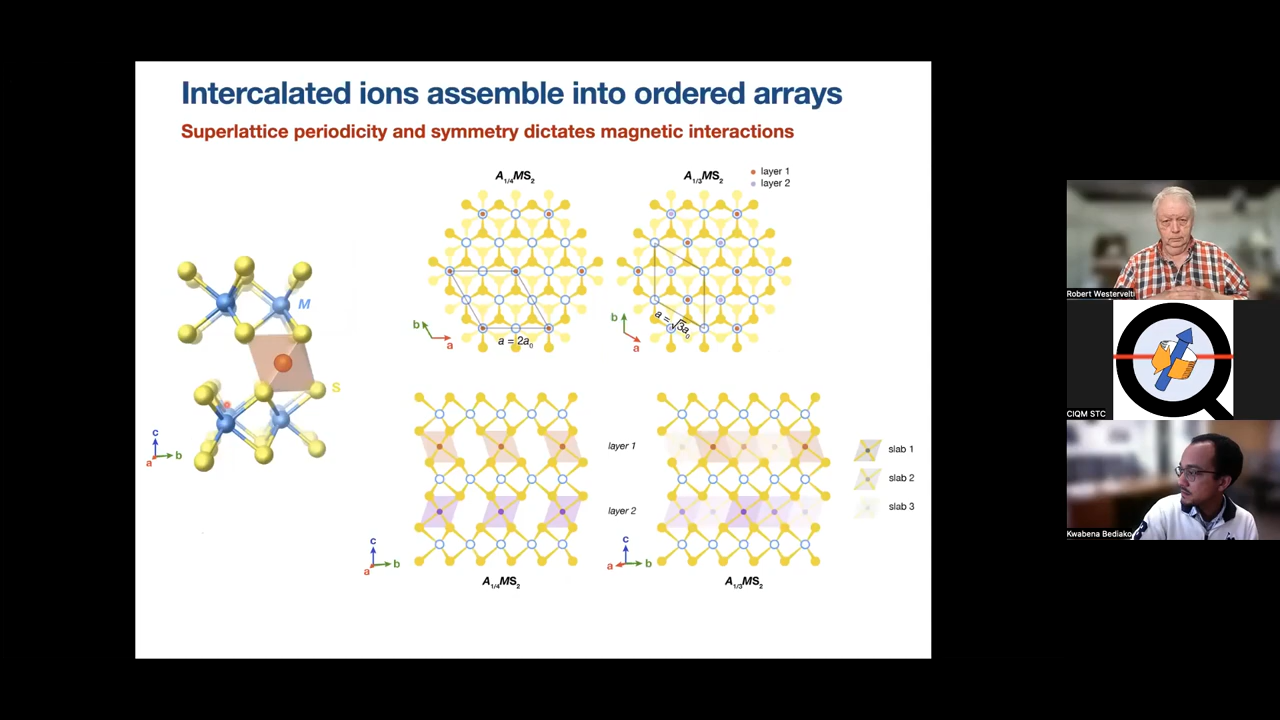 Intercalated ions assemble into ordered arrays
Superlattice periodicity and symmetry dictates magnetic interactions
A1/4MS2
A1/3MS2
layer 1
layer 2
M
S
c
a
b
b
a
a = 2a0
b
a
a = √3a0
layer 1
layer 2
slab 1
slab 2
slab 3
c
a
b
c
a
b
A1/4MS2
A1/3MS2
Robert Westervelt
CIQM STC
Kwabena Bediako